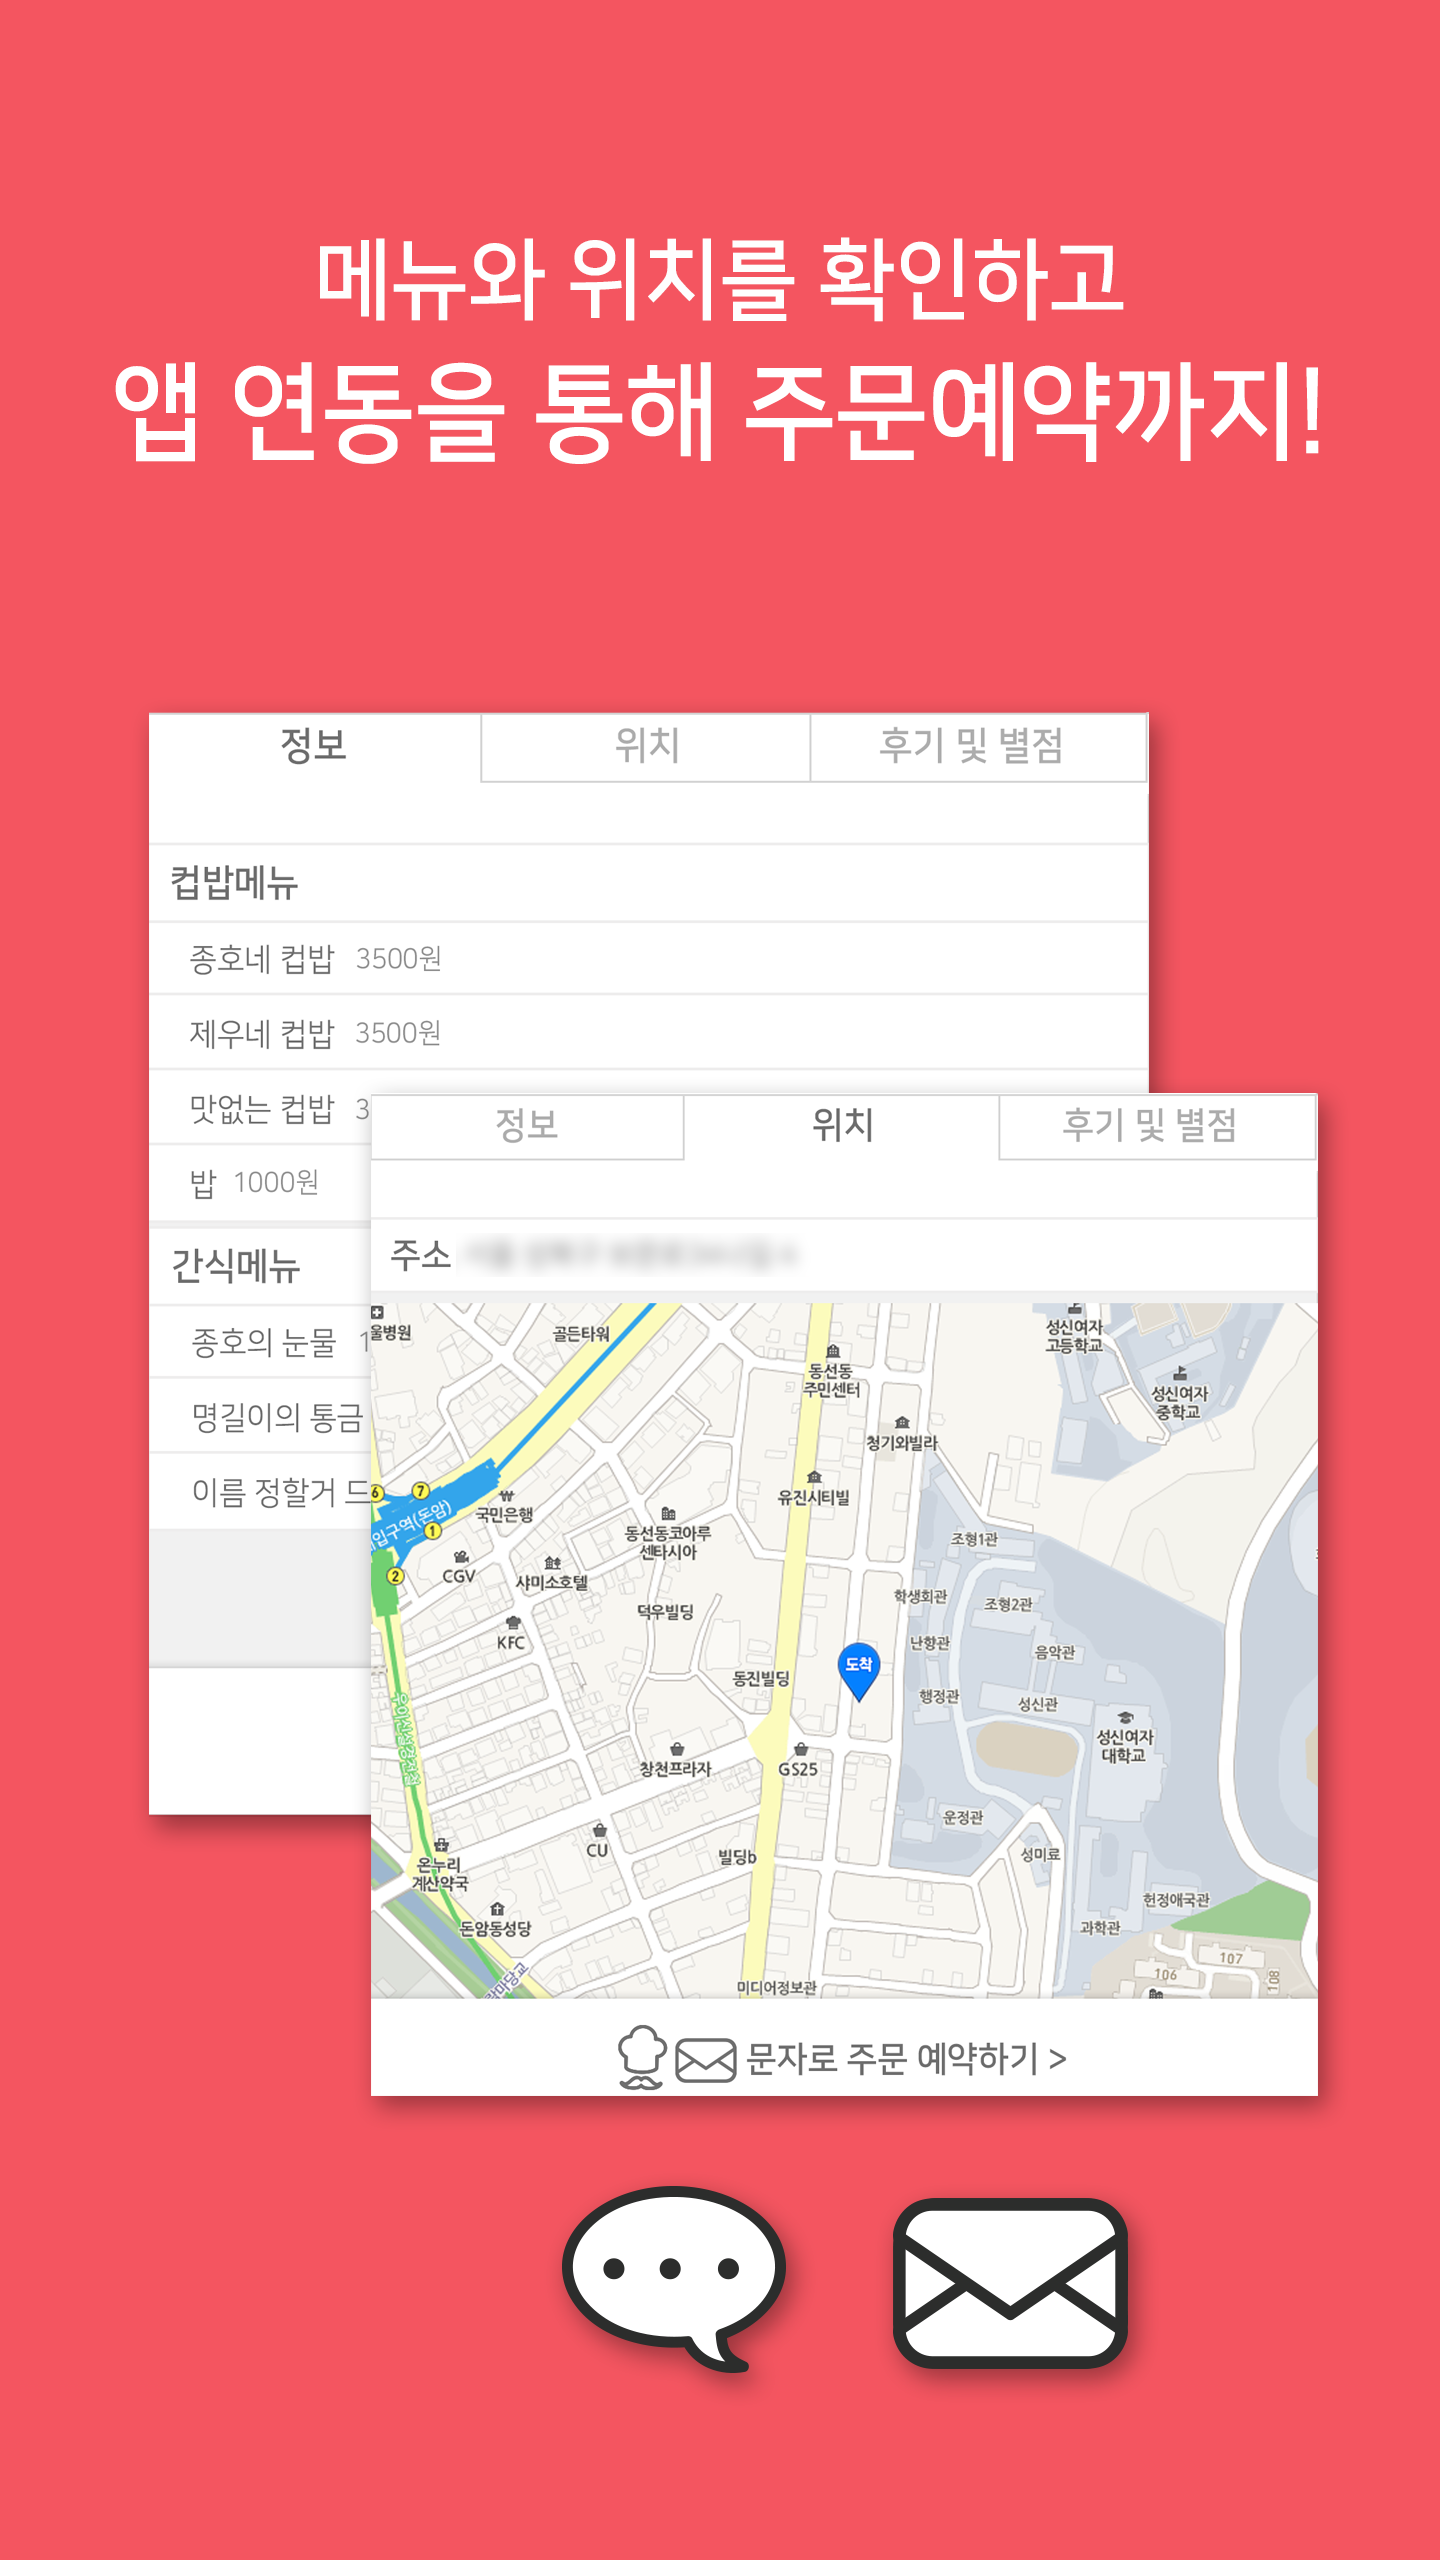 메뉴와 위치를 확인하고
앱 연동을 통해 주문예약까지!
정보 위치 후기 및 별점
컵밥메뉴
종호네 컵밥 3500원
제우네 컵밥 3500원
맛없는 컵밥 3
밥 1000원
간식메뉴
종호의 눈물 1
명길이의 통금
이름 정할거 드
정보 위치 후기 및 별점
주소
울병원
골든타워
동선동
주민센터
성신여자
고등학교
성신여자
중학교
청기와빌라
유진시티빌
6
7
1
2
입구역(돈암)
국민은행
CGV
샤미소호텔
KFC
동선동코아루
센타시아
덕우빌딩
동진빌딩
도착
조형1관
학생회관
조형2관
난향관
음악관
행정관
성신관
성신여자
대학교
우이신설경전철
창천프라자
GS25
CU
빌딩b
운정관
성미료
온누리
계산약국
돈암동성당
헌정애국관
과학관
미디어정보관
106
107
108
문자로 주문 예약하기 >